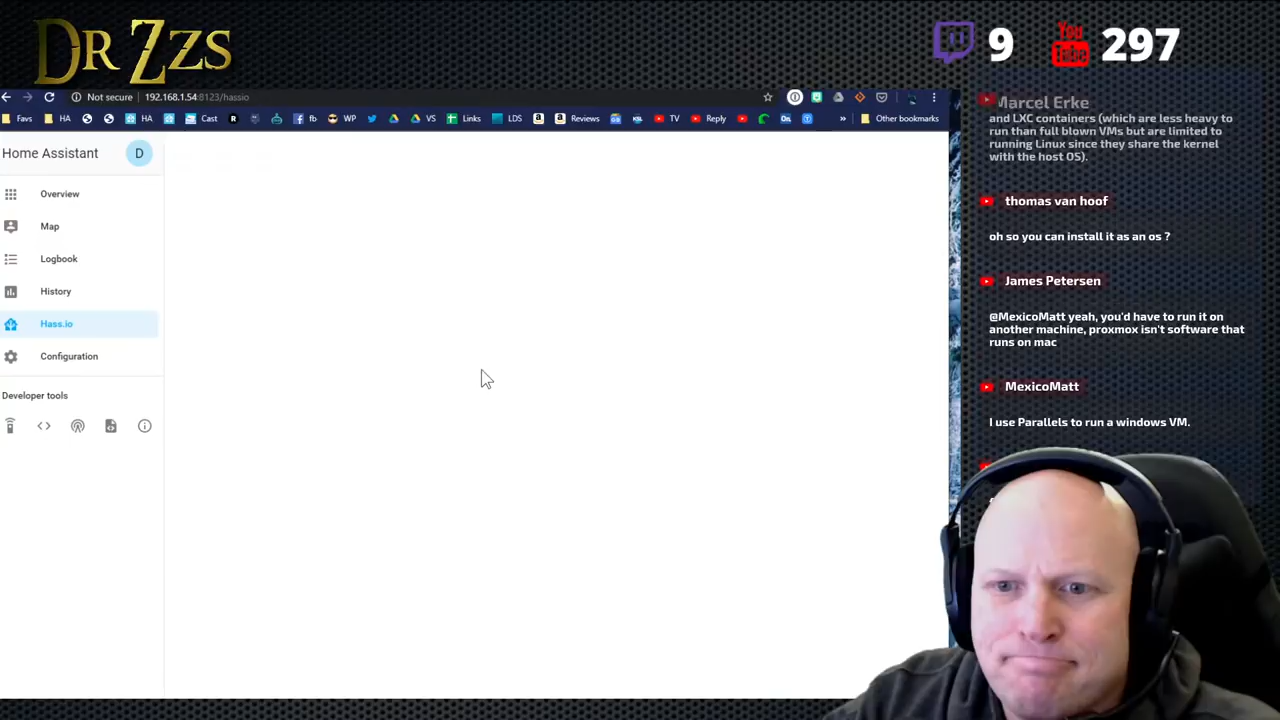 DR ZZS
9
You Tube 297
Not secure | 192.168.1.54:8123/hassio
Favs HA HA Cast fb WP VS Links LDS Reviews TV Reply » Other bookmarks
Home Assistant D
Overview
Map
Logbook
History
Hass.io
Configuration
Developer tools
Marcel Erke
and LXC containers (which are less heavy to
run than full blown VMs but are limited to
running Linux since they share the kernel
with the host OS).
thomas van hoof
oh so you can install it as an os ?
James Petersen
@MexicoMatt yeah, you'd have to run it on
another machine, proxmox isn't software that
runs on mac
MexicoMatt
I use Parallels to run a windows VM.